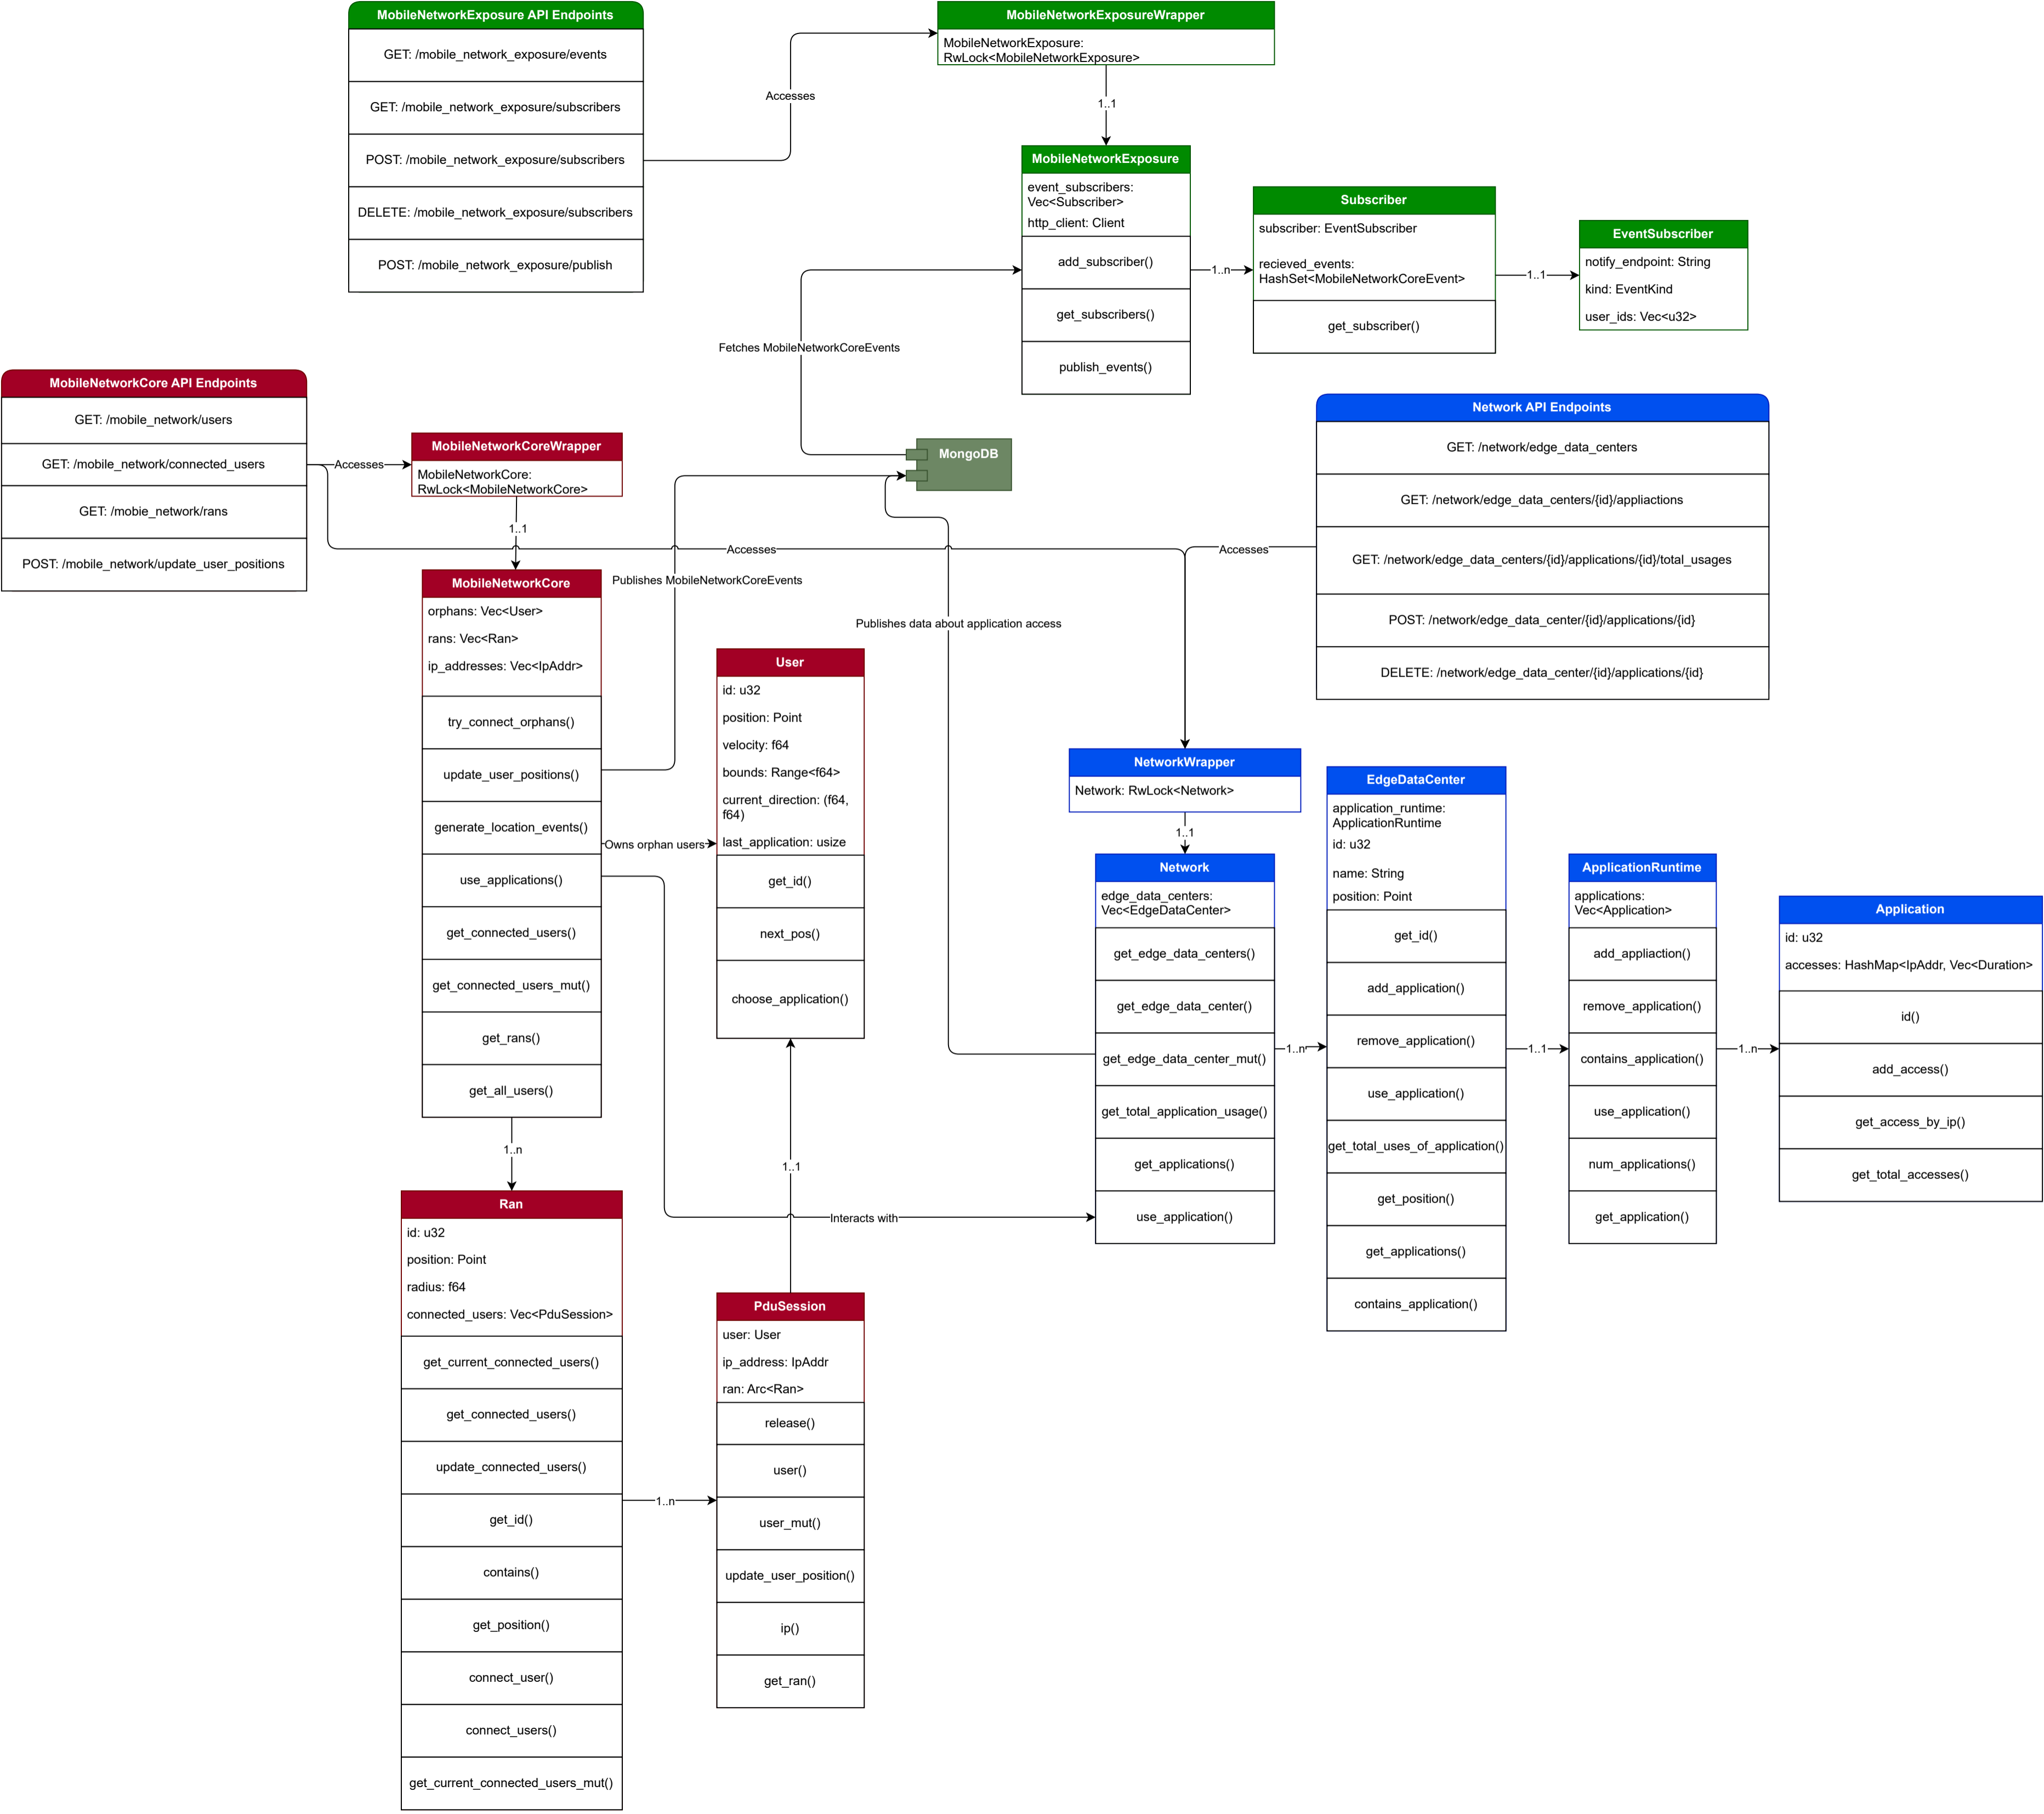 MobileNetworkExposure API Endpoints
GET: /mobile_network_exposure/events
GET: /mobile_network_exposure/subscribers
POST: /mobile_network_exposure/subscribers
DELETE: /mobile_network_exposure/subscribers
POST: /mobile_network_exposure/publish
Accesses
MobileNetworkExposureWrapper
MobileNetworkExposure:
RwLock<MobileNetworkExposure>
1..1
MobileNetworkExposure
event_subscribers:
Vec<Subscriber>
http_client: Client
add_subscriber()
get_subscribers()
publish_events()
1..n
Subscriber
subscriber: EventSubscriber
recieved_events:
HashSet<MobileNetworkCoreEvent>
get_subscriber()
1..1
EventSubscriber
notify_endpoint: String
kind: EventKind
user_ids: Vec<u32>
Fetches MobileNetworkCoreEvents
MobileNetworkCore API Endpoints
GET: /mobile_network/users
GET: /mobile_network/connected_users
GET: /mobie_network/rans
POST: /mobile_network/update_user_positions
Accesses
MobileNetworkCoreWrapper
MobileNetworkCore:
RwLock<MobileNetworkCore>
1..1
MongoDB
Network API Endpoints
GET: /network/edge_data_centers
GET: /network/edge_data_centers/{id}/appliactions
GET: /network/edge_data_centers/{id}/applications/{id}/total_usages
POST: /network/edge_data_center/{id}/applications/{id}
DELETE: /network/edge_data_center/{id}/applications/{id}
Accesses
Accesses
Publishes MobileNetworkCoreEvents
Publishes data about application access
MobileNetworkCore
orphans: Vec<User>
rans: Vec<Ran>
ip_addresses: Vec<IpAddr>
try_connect_orphans()
update_user_positions()
generate_location_events()
use_applications()
get_connected_users()
get_connected_users_mut()
get_rans()
get_all_users()
Owns orphan users
1..n
User
id: u32
position: Point
velocity: f64
bounds: Range<f64>
current_direction: (f64,
f64)
last_application: usize
get_id()
next_pos()
choose_application()
1..1
Interacts with
NetworkWrapper
Network: RwLock<Network>
1..1
Network
edge_data_centers:
Vec<EdgeDataCenter>
get_edge_data_centers()
get_edge_data_center()
get_edge_data_center_mut()
get_total_application_usage()
get_applications()
use_application()
1..n
EdgeDataCenter
application_runtime:
ApplicationRuntime
id: u32
name: String
position: Point
get_id()
add_application()
remove_application()
use_application()
get_total_uses_of_application()
get_position()
get_applications()
contains_application()
1..1
ApplicationRuntime
applications:
Vec<Application>
add_appliaction()
remove_application()
contains_application()
use_application()
num_applications()
get_application()
1..n
Application
id: u32
accesses: HashMap<IpAddr, Vec<Duration>
id()
add_access()
get_access_by_ip()
get_total_accesses()
Ran
id: u32
position: Point
radius: f64
connected_users: Vec<PduSession>
get_current_connected_users()
get_connected_users()
update_connected_users()
get_id()
contains()
get_position()
connect_user()
connect_users()
get_current_connected_users_mut()
1..n
PduSession
user: User
ip_address: IpAddr
ran: Arc<Ran>
release()
user()
user_mut()
update_user_position()
ip()
get_ran()